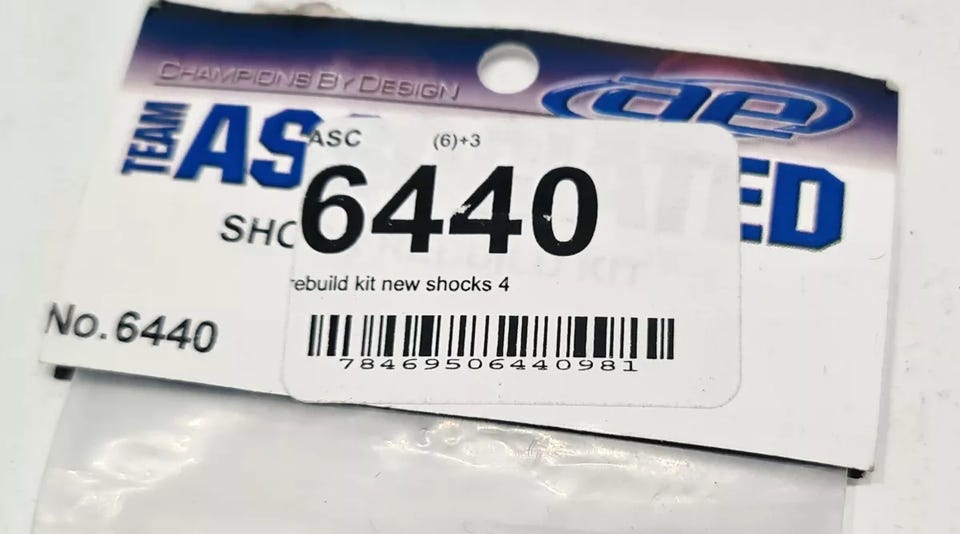 CHAMPIONS BY DESIGN
ae
TEAM AS ED
ASC (6)+3
6440
SHO
rebuild kit new shocks 4
No. 6440
78469506440981